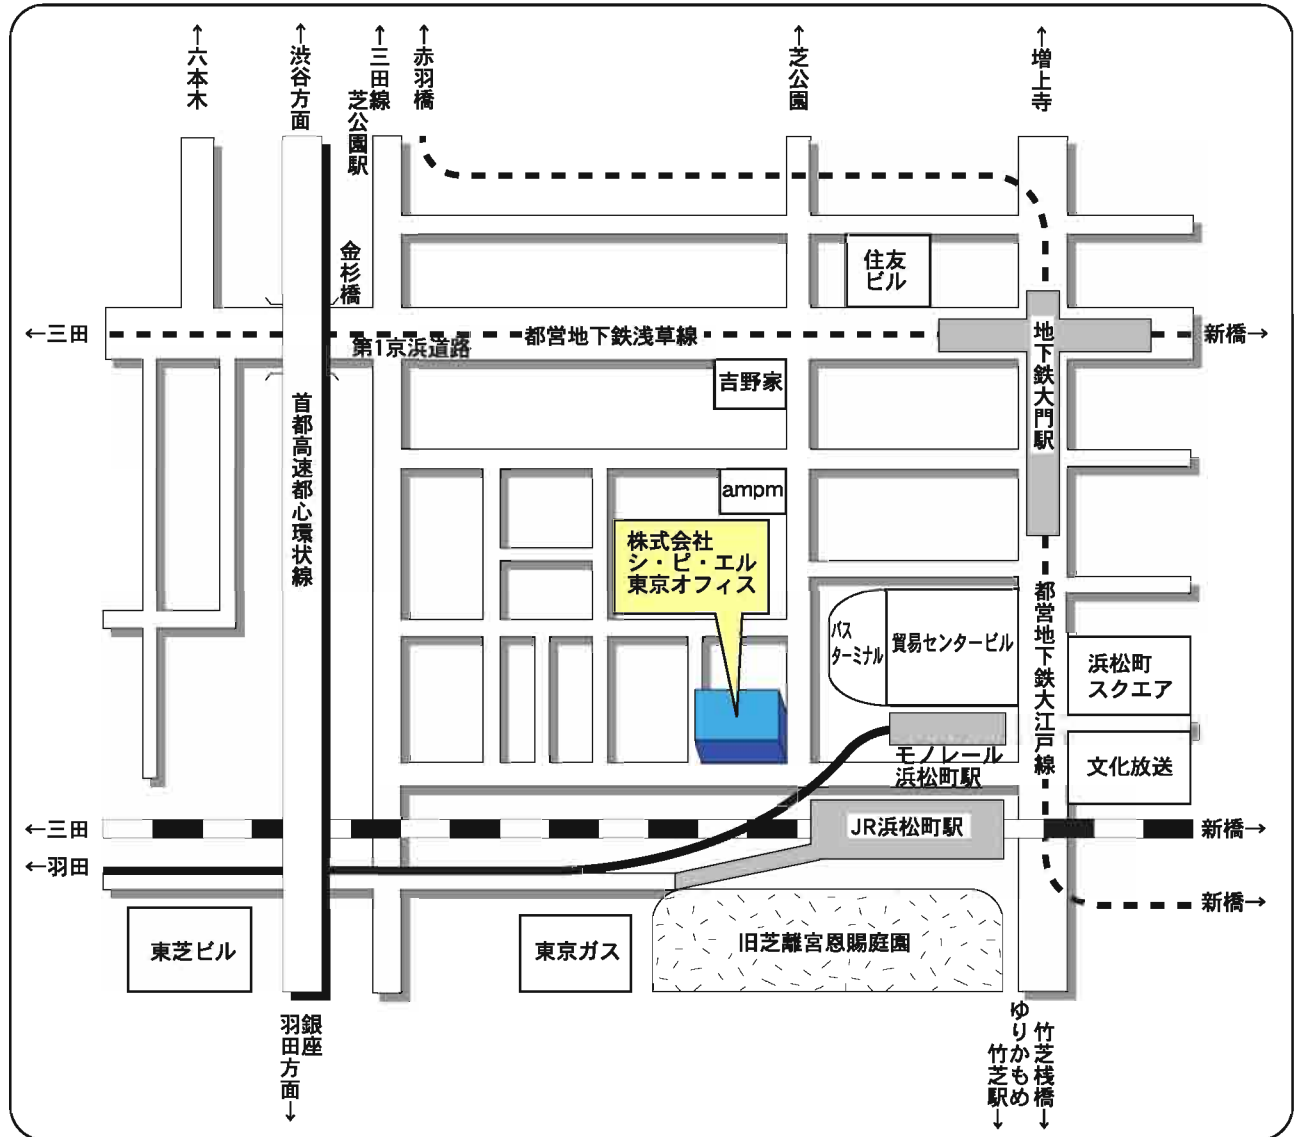 ←六本木
←渋谷方面
←三田線
芝公園駅
←赤羽橋
←芝公園
←増上寺
金杉橋
住友
ビル
←三田
都営地下鉄浅草線
新橋→
第1京浜道路
地下鉄大門駅
吉野家
首都高速都心環状線
ampm
株式会社
シ・ピ・エル
東京オフィス
都営地下鉄大江戸線
バス
ターミナル
貿易センタービル
浜松町
スクエア
モノレール
浜松町駅
文化放送
←三田
JR浜松町駅
新橋→
←羽田
新橋→
東芝ビル
東京ガス
旧芝離宮恩賜庭園
銀座
羽田方面→
竹芝桟橋→
ゆりかもめ
竹芝駅→